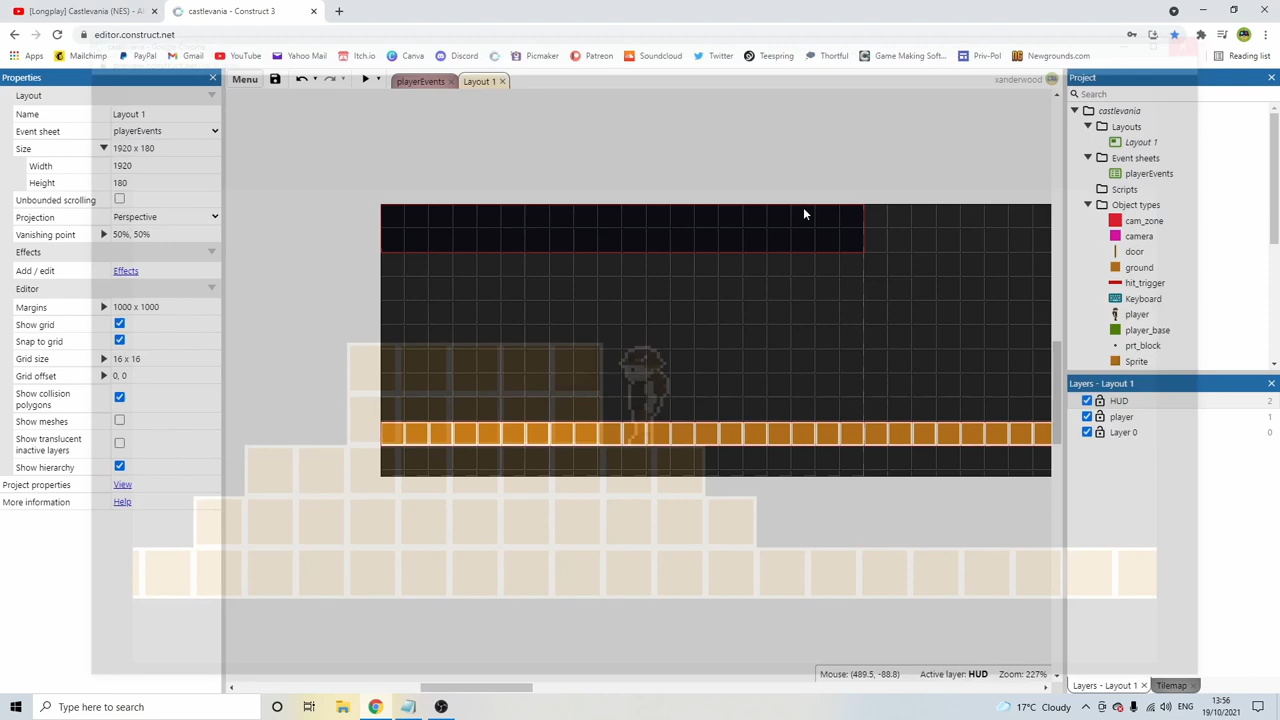 [Longplay] Castlevania (NES) - Al
castlevania - Construct 3
editor.construct.net
Apps
Mailchimp
PayPal
Gmail
YouTube
Yahoo Mail
Itch.io
Canva
Discord
Picmaker
Patreon
Soundcloud
Twitter
Teespring
Thortful
Game Making Softw...
Priv-Pol
Newgrounds.com
Reading list
Properties
Menu
playerEvents
Layout 1
xanderwood
Project
Layout
Name Layout 1
Event sheet playerEvents
Size 1920 x 180
Width 1920
Height 180
Unbounded scrolling
Projection Perspective
Vanishing point 50%, 50%
Effects
Add / edit Effects
Editor
Margins 1000 x 1000
Show grid
Snap to grid
Grid size 16 x 16
Grid offset 0, 0
Show collision
polygons
Show meshes
Show translucent
inactive layers
Show hierarchy
Project properties View
More information Help
Search
castlevania
Layouts
Layout 1
Event sheets
playerEvents
Scripts
Object types
cam_zone
camera
door
ground
hit_trigger
Keyboard
player
player_base
prt_block
Sprite
Layers - Layout 1
HUD 2
player 1
Layer 0 0
Mouse: (489.5, -88.8) Active layer: HUD Zoom: 227%
Layers - Layout 1
Tilemap
Type here to search
17°C Cloudy
ENG
13:56
19/10/2021